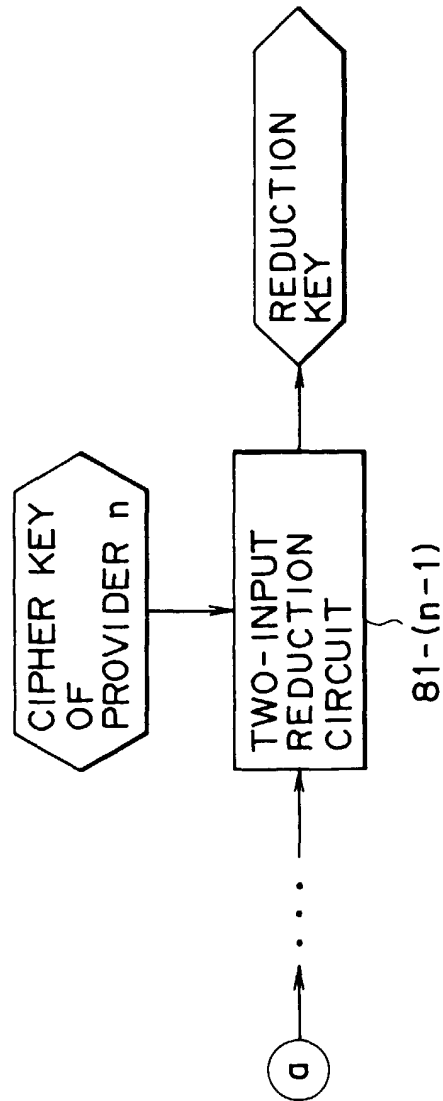 CIPHER KEY
OF
PROVIDER n
a
. . .
TWO-INPUT
REDUCTION
CIRCUIT
81-(n-1)
REDUCTION
KEY